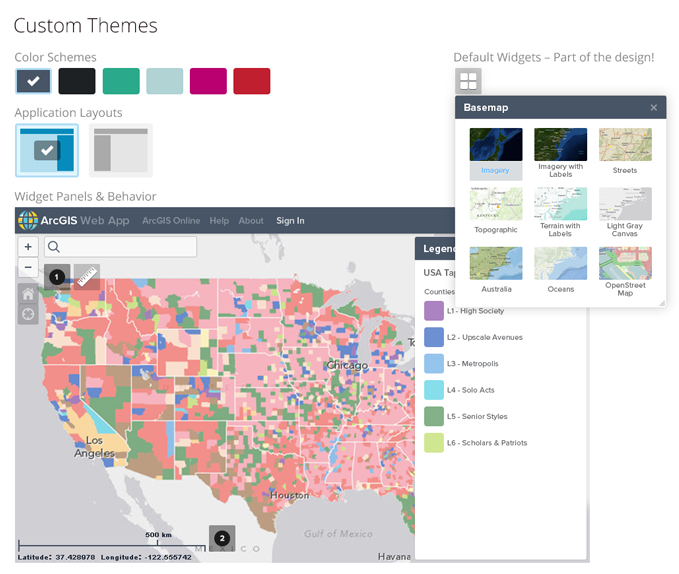 Custom Themes
Color Schemes
Default Widgets – Part of the design!
Basemap
Imagery
Imagery with
Labels
Streets
Topographic
Terrain with
Labels
Light Gray
Canvas
Australia
Oceans
OpenStreet
Map
Application Layouts
Widget Panels & Behavior
ArcGIS Web App
ArcGIS Online
Help
About
Sign In
+
−
1
Legend
USA Tap
Counties
L1 - High Society
L2 - Upscale Avenues
L3 - Metropolis
L4 - Solo Acts
L5 - Senior Styles
L6 - Scholars & Patriots
Chicago
To
Los
Angeles
Houston
Gulf of Mexico
MEXICO
Havana
500 km
2
Latitude: 37.428978 Longitude: -122.555742